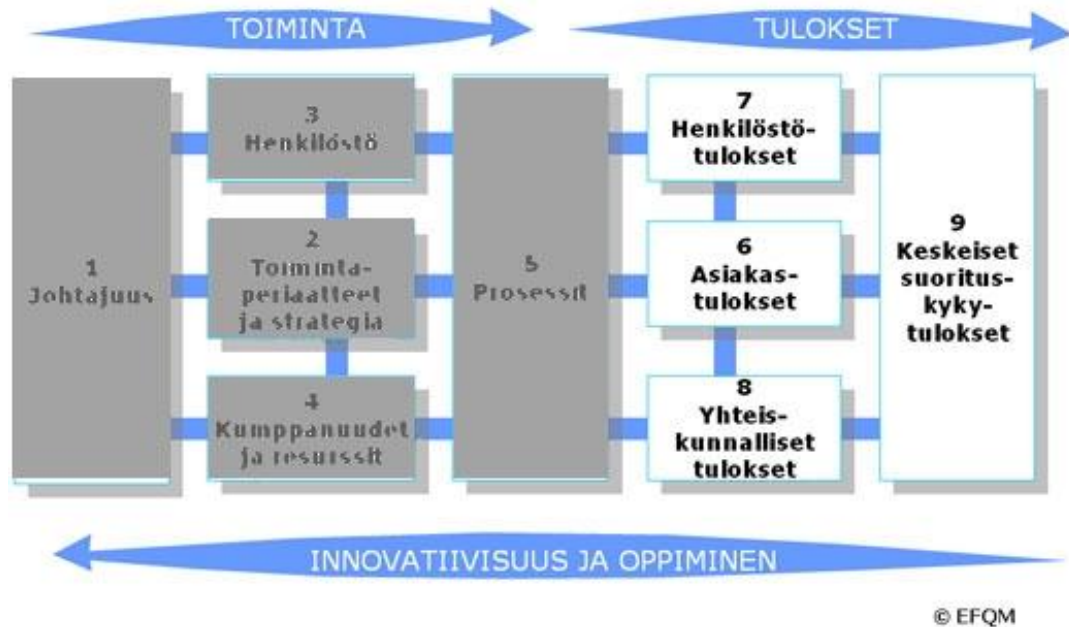 TOIMINTA
TULOKSET
1
Johtajuus
3
Henkilöstö
2
Toiminta-
periaatteet
ja strategia
4
Kumppanuudet
ja resurssit
5
Prosessit
7
Henkilöstö-
tulokset
6
Asiakas-
tulokset
8
Yhteis-
kunnalliset
tulokset
9
Keskeiset
suoritus-
kyky-
tulokset
INNOVATIIVISUUS JA OPPIMINEN
© EFQM